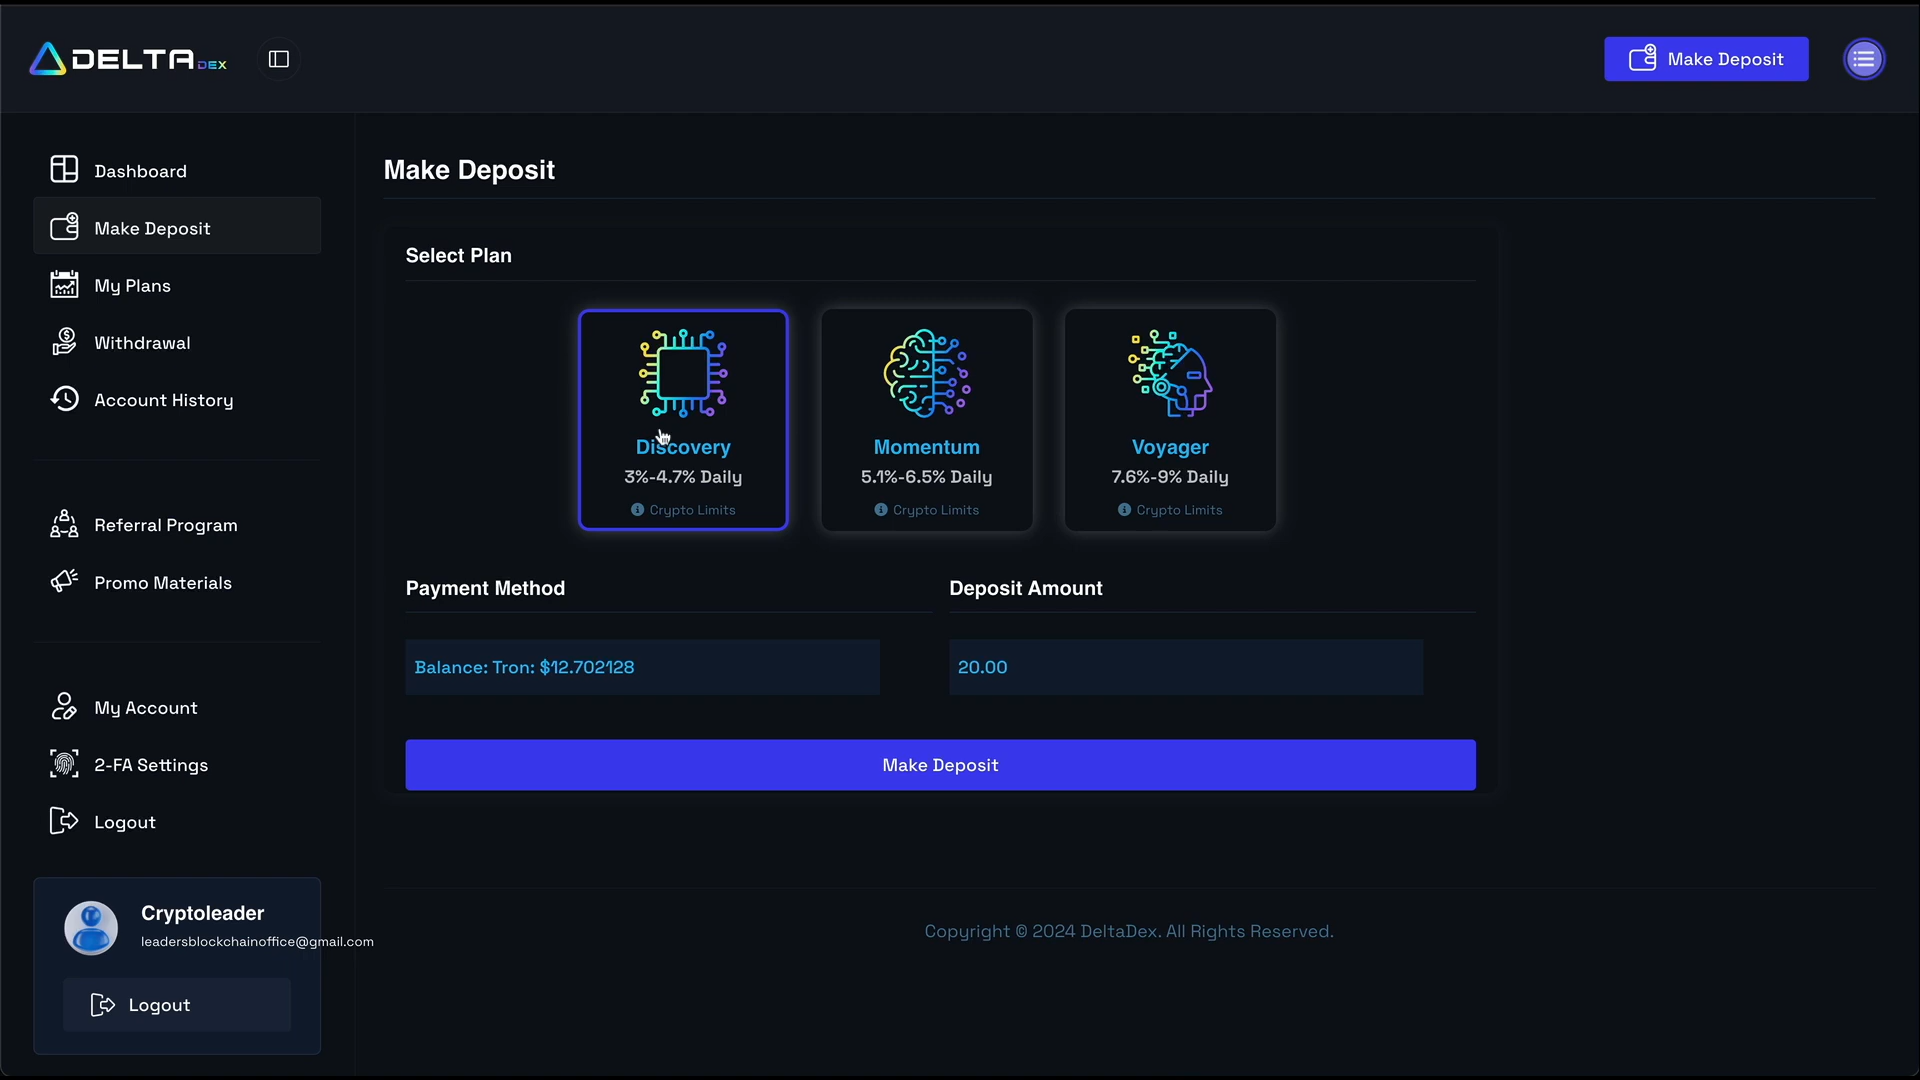 DELTA DEX
Make Deposit
Dashboard
Make Deposit
My Plans
Withdrawal
Account History
Referral Program
Promo Materials
My Account
2-FA Settings
Logout
Cryptoleader
leadersblockchainoffice@gmail.com
Logout
Make Deposit
Select Plan
Discovery
3%-4.7% Daily
Crypto Limits
Momentum
5.1%-6.5% Daily
Crypto Limits
Voyager
7.6%-9% Daily
Crypto Limits
Payment Method
Balance: Tron: $12.702128
Deposit Amount
20.00
Make Deposit
Copyright © 2024 DeltaDex. All Rights Reserved.